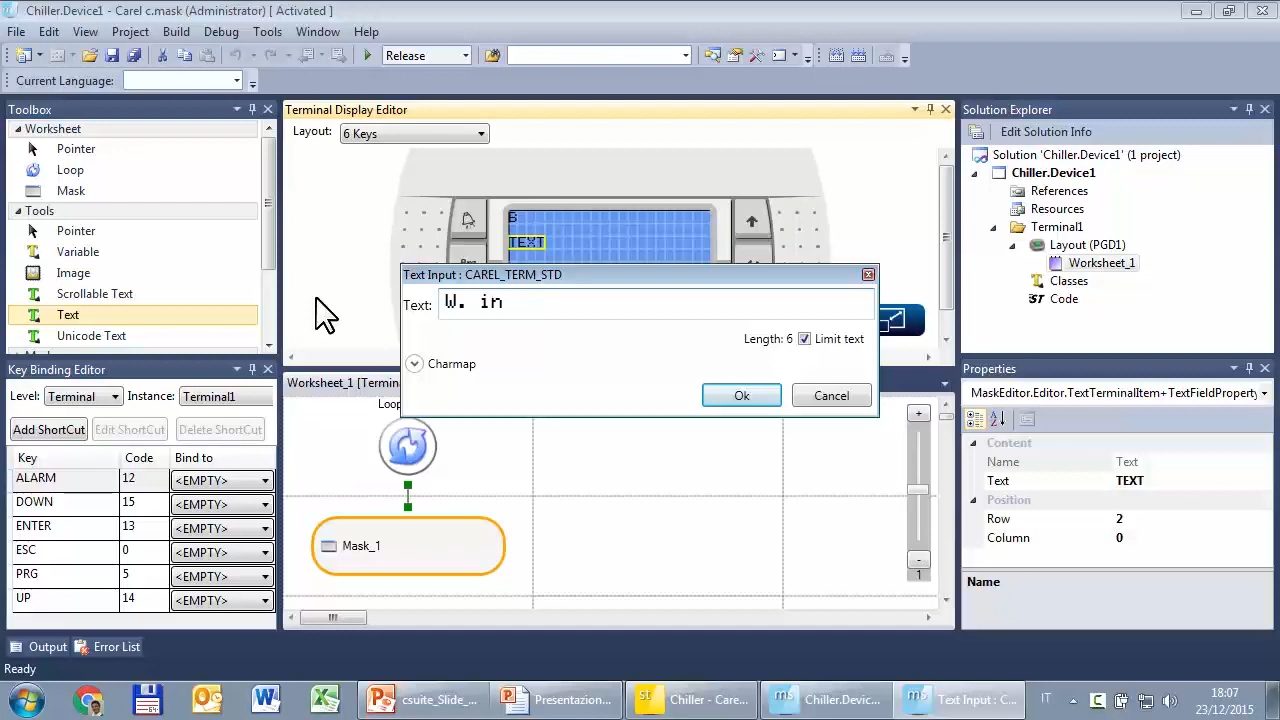 Chiller.Device1 - Carel c.mask (Administrator) [ Activated ]
File Edit View Project Build Debug Tools Window Help
Release
Current Language:
Toolbox
Worksheet
Pointer
Loop
Mask
Tools
Pointer
Variable
Image
Scrollable Text
Text
Unicode Text
Terminal Display Editor
Layout: 6 Keys
B
TEXT
Text Input : CAREL_TERM_STD
Text: W. in
Length: 6 Limit text
Charmap
Ok Cancel
Solution Explorer
Edit Solution Info
Solution 'Chiller.Device1' (1 project)
Chiller.Device1
References
Resources
Terminal1
Layout (PGD1)
Worksheet_1
Classes
ST Code
Key Binding Editor
Level: Terminal Instance: Terminal1
Add ShortCut Edit ShortCut Delete ShortCut
Key Code Bind to
ALARM 12 <EMPTY>
DOWN 15 <EMPTY>
ENTER 13 <EMPTY>
ESC 0 <EMPTY>
PRG 5 <EMPTY>
UP 14 <EMPTY>
Worksheet_1 [Termin
Loop
Mask_1
+
-
1
Properties
MaskEditor.Editor.TextTerminalItem+TextFieldProperty
Content
Name Text
Text TEXT
Position
Row 2
Column 0
Name
Output Error List
Ready
csuite_Slide_... Presentazion... st Chiller - Care... ms Chiller.Devic... ms Text Input : C... IT 18:07
23/12/2015